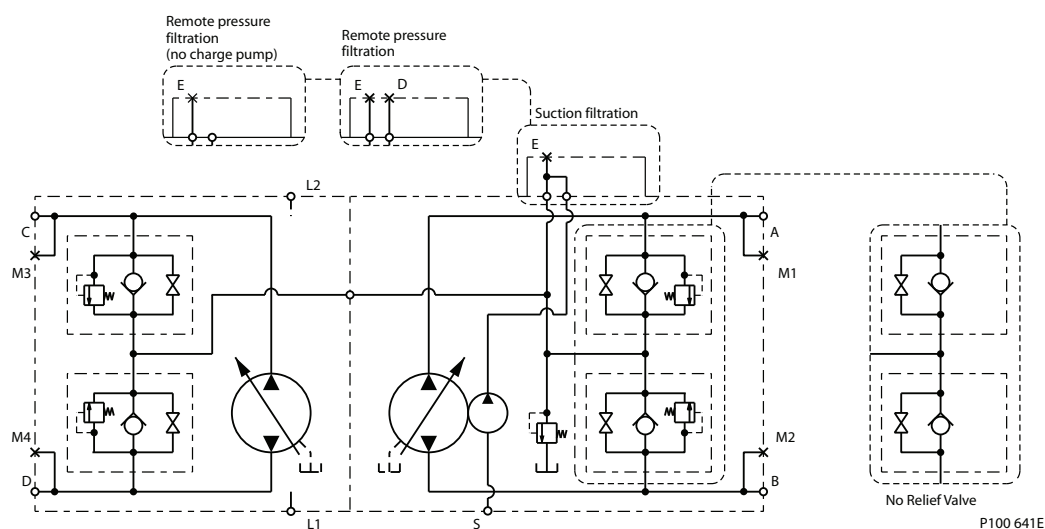 Remote pressure
filtration
(no charge pump)
E
Remote pressure
filtration
E D
Suction filtration
E
L2
C
M3
A
M1
M4
D
M2
B
L1
S
No Relief Valve
P100 641E